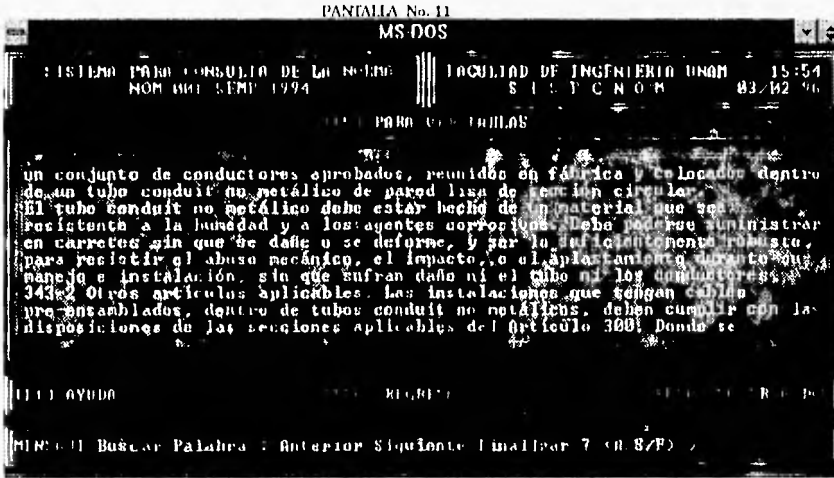 PANTALLA No. 11
MS-DOS
SISTEMA PARA CONSULTA DE LA NORMA FACULTAD DE INGENIERIA UNAM 15:54
NOM 001 SEMP 1994 S I S T C N O M 03/02 96
PARA VER TABLAS
un conjunto de conductores aprobados, reunidos en fábrica y colocados dentro
de un tubo conduit no metálico de pared lisa de sección circular.
El tubo conduit no metálico debe estar hecho de un material que sea
resistente a la humedad y a los agentes corrosivos. Debe poderse suministrar
en carretes sin que se dañe o se deforme, y ser lo suficientemente robusto,
para resistir el abuso mecánico, el impacto, o el aplastamiento durante su
manejo e instalación, sin que sufran daño ni el tubo ni los conductores.
343-2 Otros artículos aplicables. Las instalaciones que tengan cables
pre-ensamblados, dentro de tubos conduit no metálicos, deben cumplir con las
disposiciones de las secciones aplicables del Artículo 300. Donde se
AYUDA REGRESA
Buscar Palabra : Anterior Siguiente Finalizar ? (A/S/F)